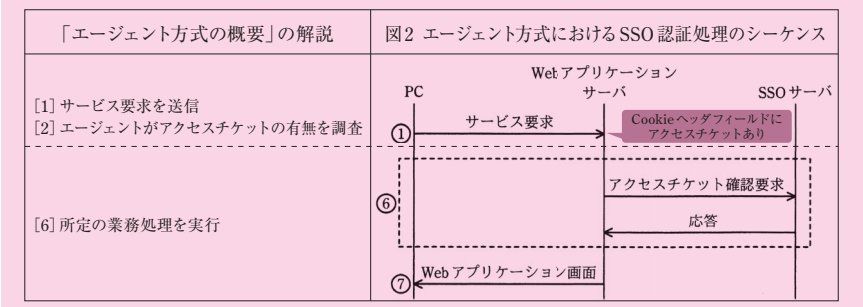 「エージェント方式の概要」の解説
図2 エージェント方式におけるSSO認証処理のシーケンス
[1]サービス要求を送信
[2]エージェントがアクセスチケットの有無を調査
PC
Webアプリケーション
サーバ
SSOサーバ
①
サービス要求
Cookieヘッダフィールドに
アクセスチケットあり
[6]所定の業務処理を実行
⑥
アクセスチケット確認要求
応答
⑦
Webアプリケーション画面